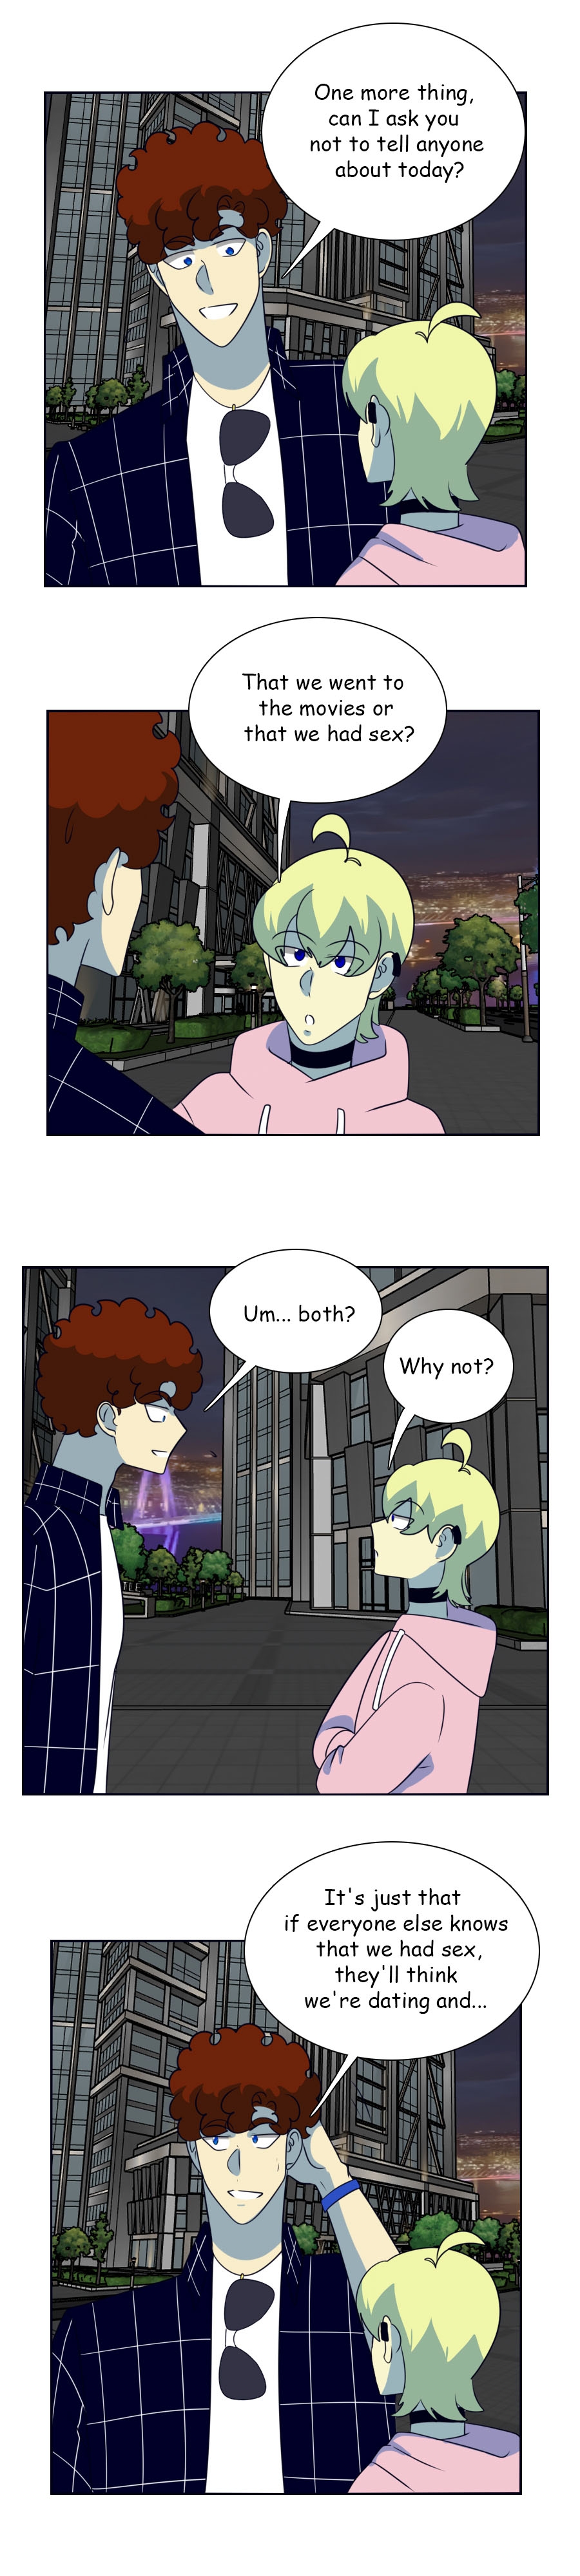 One more thing,
can I ask you
not to tell anyone
about today?
That we went to
the movies or
that we had sex?
Um... both?
Why not?
It's just that
if everyone else knows
that we had sex,
they'll think
we're dating and...